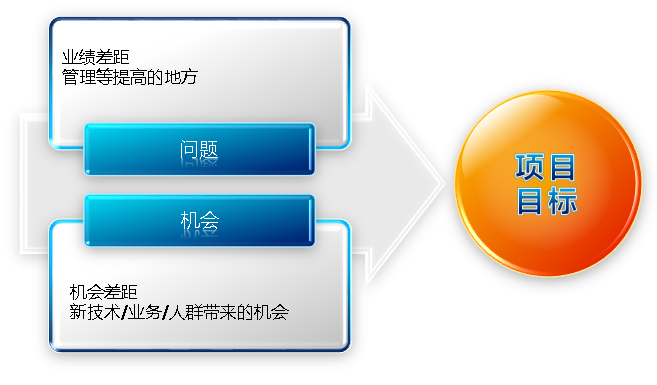 业绩差距
管理等提高的地方
问题
机会
机会差距
新技术/业务/人群带来的机会
项目
目标